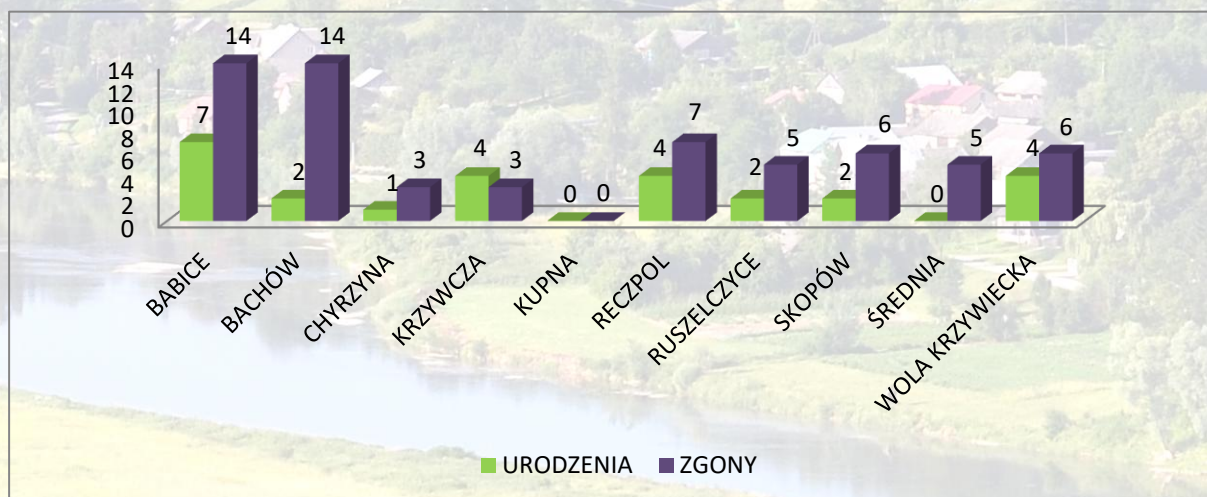 14 14
14
12
10
8
6
4
2
0
7 14
2 14
1 3
4 3
0 0
4 7
2 5
2 6
0 5
4 6
BABICE
BACHÓW
CHYRZYNA
KRZYWCZA
KUPNA
RECZPOL
RUSZELCZYCE
SKOPÓW
ŚREDNIA
WOLA KRZYWIECKA
URODZENIA ZGONY